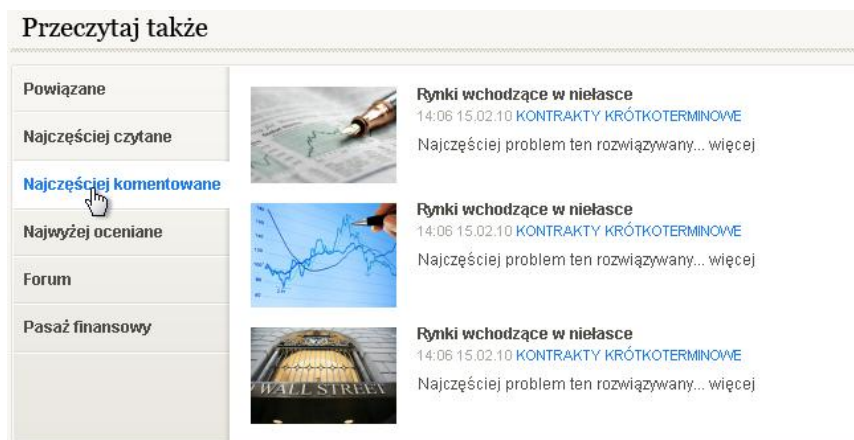 Przeczytaj także
Powiązane
Najczęściej czytane
Najczęściej komentowane
Najwyżej oceniane
Forum
Pasaż finansowy
Rynki wchodzące w niełasce
14:06 15.02.10 KONTRAKTY KRÓTKOTERMINOWE
Najczęściej problem ten rozwiązywany... więcej
Rynki wchodzące w niełasce
14:06 15.02.10 KONTRAKTY KRÓTKOTERMINOWE
Najczęściej problem ten rozwiązywany... więcej
WALL STREET
Rynki wchodzące w niełasce
14:06 15.02.10 KONTRAKTY KRÓTKOTERMINOWE
Najczęściej problem ten rozwiązywany... więcej